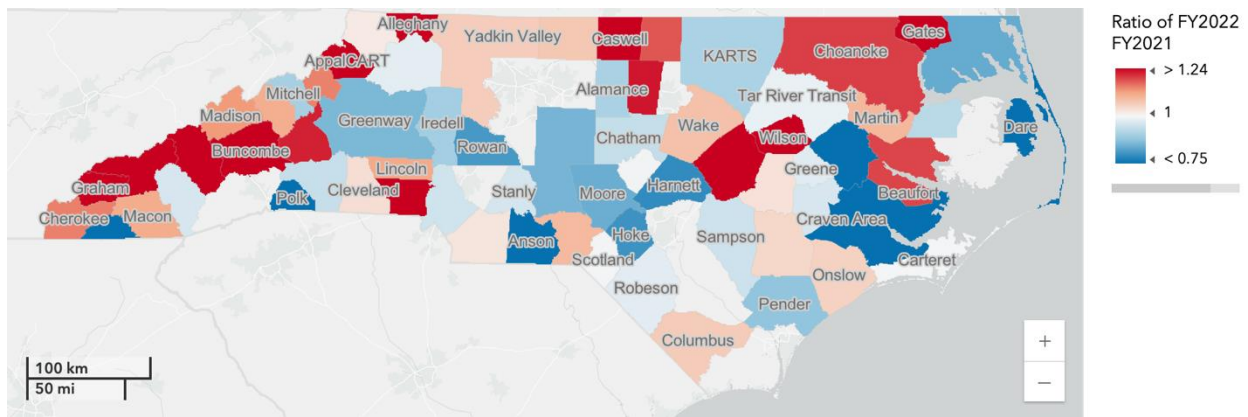 Alleghany
Gates
Yadkin Valley
Caswell
KARTS
Choanoke
AppalCART
Mitchell
Alamance
Tar River Transit
Madison
Greenway
Iredell
Martin
Wake
Dare
Buncombe
Rowan
Chatham
Wilson
Lincoln
Greene
Graham
Cleveland
Stanly
Moore
Harnett
Beaufort
Polk
Cherokee
Macon
Craven Area
Anson
Hoke
Sampson
Scotland
Carteret
Onslow
Robeson
Pender
Columbus
100 km
50 mi
+
−
Ratio of FY2022
FY2021
> 1.24
1
< 0.75